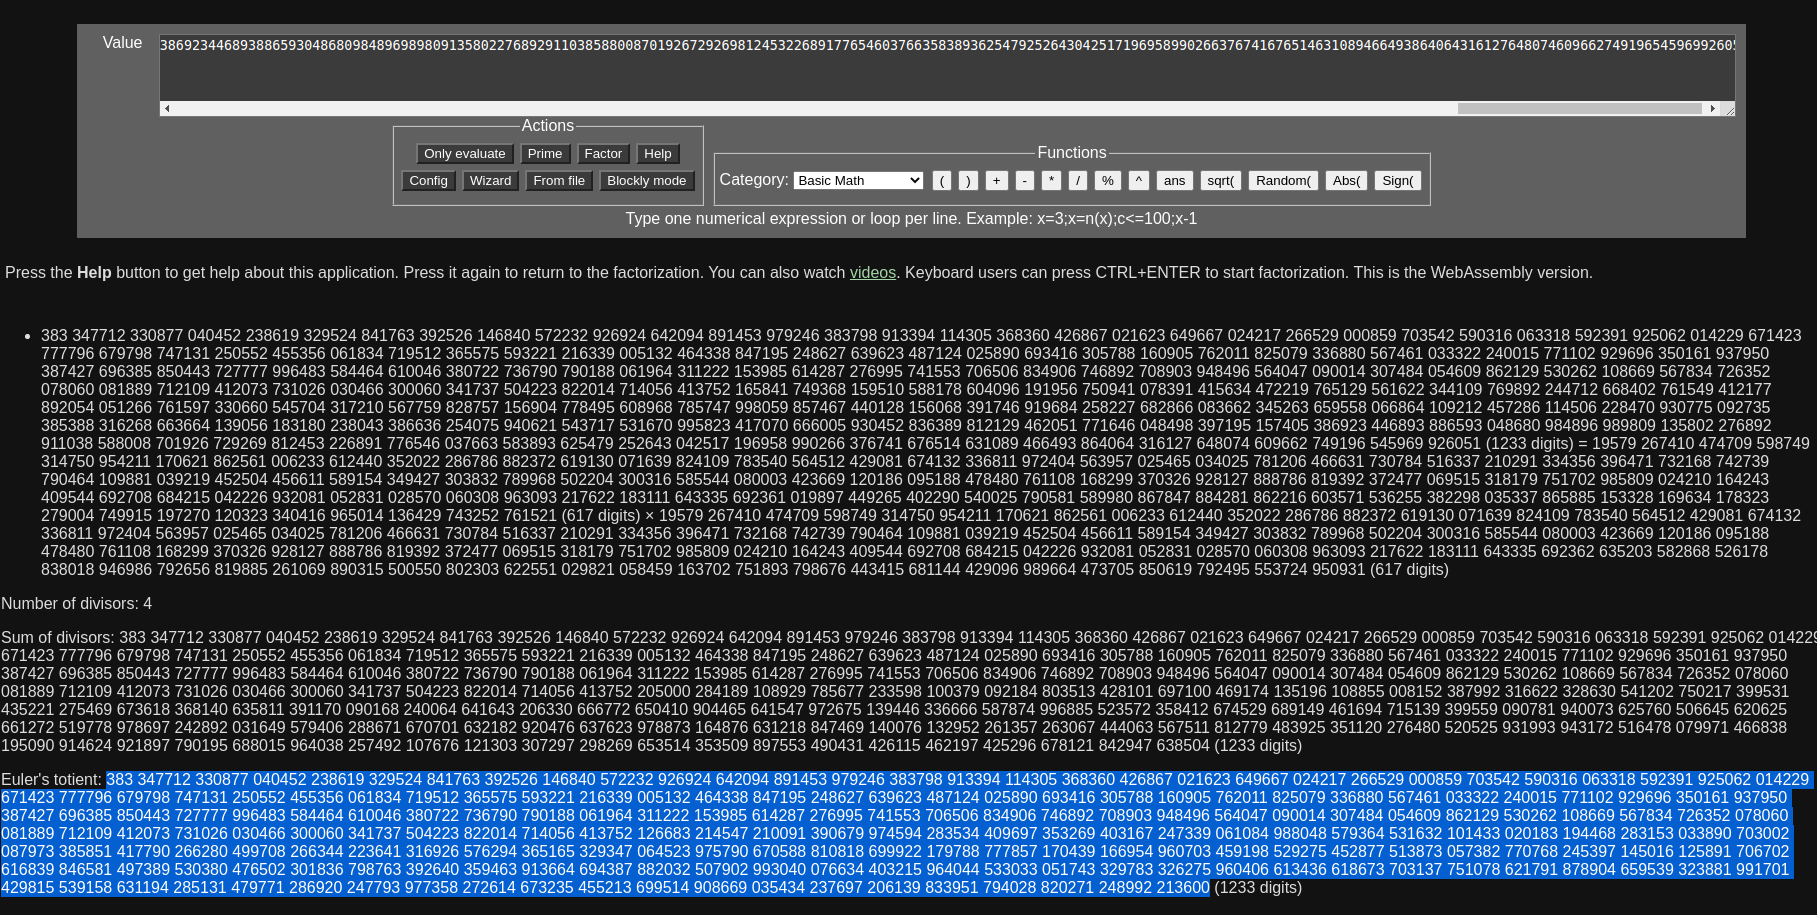 Value
38692344689388659304868098489698980913580227689291103858800870192672926981245322689177654603766358389362547925264304251719695899026637674167651463108946649386406431612764807460966274919654596992605
Actions
Only evaluate Prime Factor Help
Config Wizard From file Blockly mode
Functions
Category: Basic Math ( ) + - * / % ^ ans sqrt( Random( Abs( Sign(
Type one numerical expression or loop per line. Example: x=3;x=n(x);c<=100;x-1
Press the Help button to get help about this application. Press it again to return to the factorization. You can also watch videos. Keyboard users can press CTRL+ENTER to start factorization. This is the WebAssembly version.
• 383 347712 330877 040452 238619 329524 841763 392526 146840 572232 926924 642094 891453 979246 383798 913394 114305 368360 426867 021623 649667 024217 266529 000859 703542 590316 063318 592391 925062 014229 671423
777796 679798 747131 250552 455356 061834 719512 365575 593221 216339 005132 464338 847195 248627 639623 487124 025890 693416 305788 160905 762011 825079 336880 567461 033322 240015 771102 929696 350161 937950
387427 696385 850443 727777 996483 584464 610046 380722 736790 790188 061964 311222 153985 614287 276995 741553 706506 834906 746892 708903 948496 564047 090014 307484 054609 862129 530262 108669 567834 726352
078060 081889 712109 412073 731026 030466 300060 341737 504223 822014 714056 413752 165841 749368 159510 588178 604096 191956 750941 078391 415634 472219 765129 561622 344109 769892 244712 668402 761549 412177
892054 051266 761597 330660 545704 317210 567759 828757 156904 778495 608968 785747 998059 857467 440128 156068 391746 919684 258227 682866 083662 345263 659558 066864 109212 457286 114506 228470 930775 092735
385388 316268 663664 139056 183180 238043 386636 254075 940621 543717 531670 995823 417070 666005 930452 836389 812129 462051 771646 048498 397195 157405 386923 446893 886593 048680 984896 989809 135802 276892
911038 588008 701926 729269 812453 226891 776546 037663 583893 625479 252643 042517 196958 990266 376741 676514 631089 466493 864064 316127 648074 609662 749196 545969 926051 (1233 digits) = 19579 267410 474709 598749
314750 954211 170621 862561 006233 612440 352022 286786 882372 619130 071639 824109 783540 564512 429081 674132 336811 972404 563957 025465 034025 781206 466631 730784 516337 210291 334356 396471 732168 742739
790464 109881 039219 452504 456611 589154 349427 303832 789968 502204 300316 585544 080003 423669 120186 095188 478480 761108 168299 370326 928127 888786 819392 372477 069515 318179 751702 985809 024210 164243
409544 692708 684215 042226 932081 052831 028570 060308 963093 217622 183111 643335 692361 019897 449265 402290 540025 790581 589980 867847 884281 862216 603571 536255 382298 035337 865885 153328 169634 178323
279004 749915 197270 120323 340416 965014 136429 743252 761521 (617 digits) × 19579 267410 474709 598749 314750 954211 170621 862561 006233 612440 352022 286786 882372 619130 071639 824109 783540 564512 429081 674132
336811 972404 563957 025465 034025 781206 466631 730784 516337 210291 334356 396471 732168 742739 790464 109881 039219 452504 456611 589154 349427 303832 789968 502204 300316 585544 080003 423669 120186 095188
478480 761108 168299 370326 928127 888786 819392 372477 069515 318179 751702 985809 024210 164243 409544 692708 684215 042226 932081 052831 028570 060308 963093 217622 183111 643335 692362 635203 582868 526178
838018 946986 792656 819885 261069 890315 500550 802303 622551 029821 058459 163702 751893 798676 443415 681144 429096 989664 473705 850619 792495 553724 950931 (617 digits)
Number of divisors: 4
Sum of divisors: 383 347712 330877 040452 238619 329524 841763 392526 146840 572232 926924 642094 891453 979246 383798 913394 114305 368360 426867 021623 649667 024217 266529 000859 703542 590316 063318 592391 925062 014229
671423 777796 679798 747131 250552 455356 061834 719512 365575 593221 216339 005132 464338 847195 248627 639623 487124 025890 693416 305788 160905 762011 825079 336880 567461 033322 240015 771102 929696 350161 937950
387427 696385 850443 727777 996483 584464 610046 380722 736790 790188 061964 311222 153985 614287 276995 741553 706506 834906 746892 708903 948496 564047 090014 307484 054609 862129 530262 108669 567834 726352 078060
081889 712109 412073 731026 030466 300060 341737 504223 822014 714056 413752 205000 284189 108929 785677 233598 100379 092184 803513 428101 697100 469174 135196 108855 008152 387992 316622 328630 541202 750217 399531
435221 275469 673618 368140 635811 391170 090168 240064 641643 206330 666772 650410 904465 641547 972675 139446 336666 587874 996885 523572 358412 674529 689149 461694 715139 399559 090781 940073 625760 506645 620625
661272 519778 978697 242892 031649 579406 288671 670701 632182 920476 637623 978873 164876 631218 847469 140076 132952 261357 263067 444063 567511 812779 483925 351120 276480 520525 931993 943172 516478 079971 466838
195090 914624 921897 790195 688015 964038 257492 107676 121303 307297 298269 653514 353509 897553 490431 426115 462197 425296 678121 842947 638504 (1233 digits)
Euler's totient: 383 347712 330877 040452 238619 329524 841763 392526 146840 572232 926924 642094 891453 979246 383798 913394 114305 368360 426867 021623 649667 024217 266529 000859 703542 590316 063318 592391 925062 014229
671423 777796 679798 747131 250552 455356 061834 719512 365575 593221 216339 005132 464338 847195 248627 639623 487124 025890 693416 305788 160905 762011 825079 336880 567461 033322 240015 771102 929696 350161 937950
387427 696385 850443 727777 996483 584464 610046 380722 736790 790188 061964 311222 153985 614287 276995 741553 706506 834906 746892 708903 948496 564047 090014 307484 054609 862129 530262 108669 567834 726352 078060
081889 712109 412073 731026 030466 300060 341737 504223 822014 714056 413752 126683 214547 210091 390679 974594 283534 409697 353269 403167 247339 061084 988048 579364 531632 101433 020183 194468 283153 033890 703002
087973 385851 417790 266280 499708 266344 223641 316926 576294 365165 329347 064523 975790 670588 810818 699922 179788 777857 170439 166954 960703 459198 529275 452877 513873 057382 770768 245397 145016 125891 706702
616839 846581 497389 530380 476502 301836 798763 392640 359463 913664 694387 882032 507902 993040 076634 403215 964044 533033 051743 329783 326275 960406 613436 618673 703137 751078 621791 878904 659539 323881 991701
429815 539158 631194 285131 479771 286920 247793 977358 272614 673235 455213 699514 908669 035434 237697 206139 833951 794028 820271 248992 213600 (1233 digits)